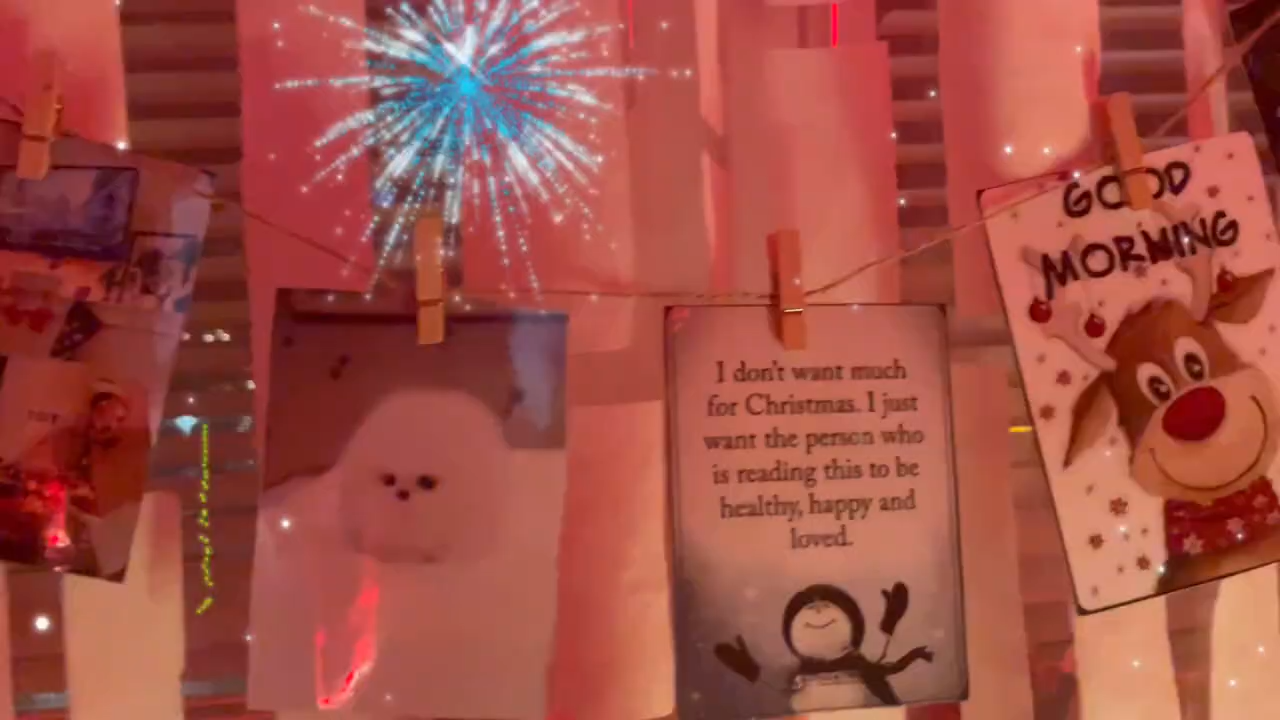 GOOD
MORNING
I don't want much
for Christmas. I just
want the person who
is reading this to be
healthy, happy and
loved.